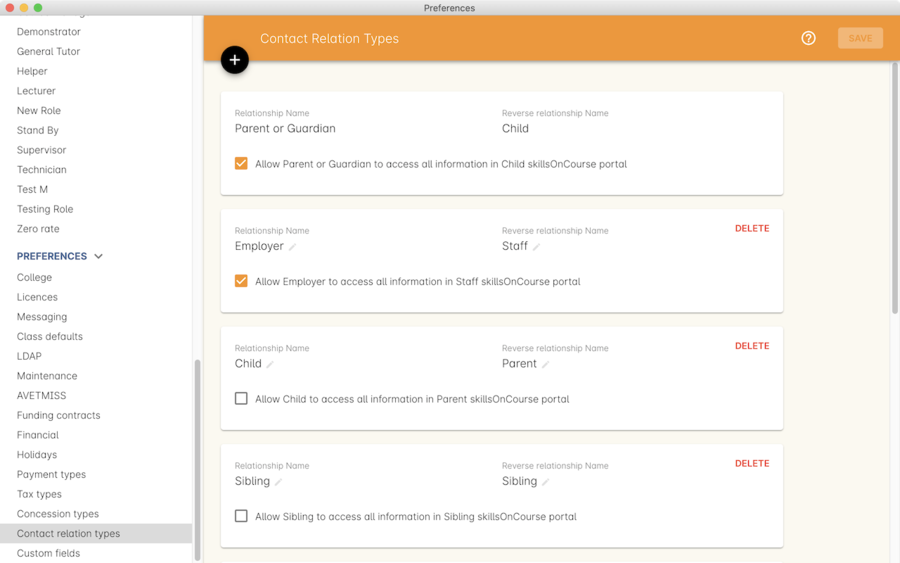 Preferences
Demonstrator
General Tutor
Helper
Lecturer
New Role
Stand By
Supervisor
Technician
Test M
Testing Role
Zero rate
PREFERENCES
College
Licences
Messaging
Class defaults
LDAP
Maintenance
AVETMISS
Funding contracts
Financial
Holidays
Payment types
Tax types
Concession types
Contact relation types
Custom fields
Contact Relation Types
SAVE
Relationship Name Reverse relationship Name
Parent or Guardian Child
Allow Parent or Guardian to access all information in Child skillsOnCourse portal
Relationship Name Reverse relationship Name DELETE
Employer Staff
Allow Employer to access all information in Staff skillsOnCourse portal
Relationship Name Reverse relationship Name DELETE
Child Parent
Allow Child to access all information in Parent skillsOnCourse portal
Relationship Name Reverse relationship Name DELETE
Sibling Sibling
Allow Sibling to access all information in Sibling skillsOnCourse portal